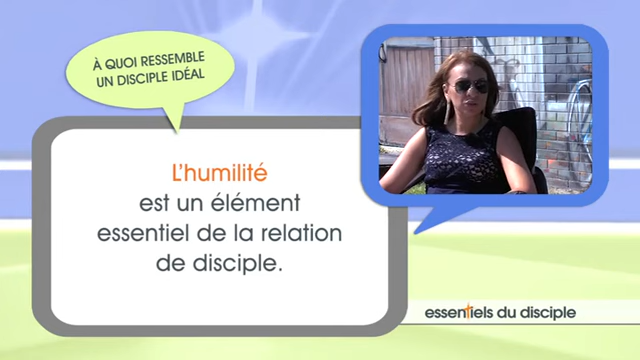 À QUOI RESSEMBLE
UN DISCIPLE IDÉAL
L'humilité
est un élément
essentiel de la relation
de disciple.
essentiels du disciple